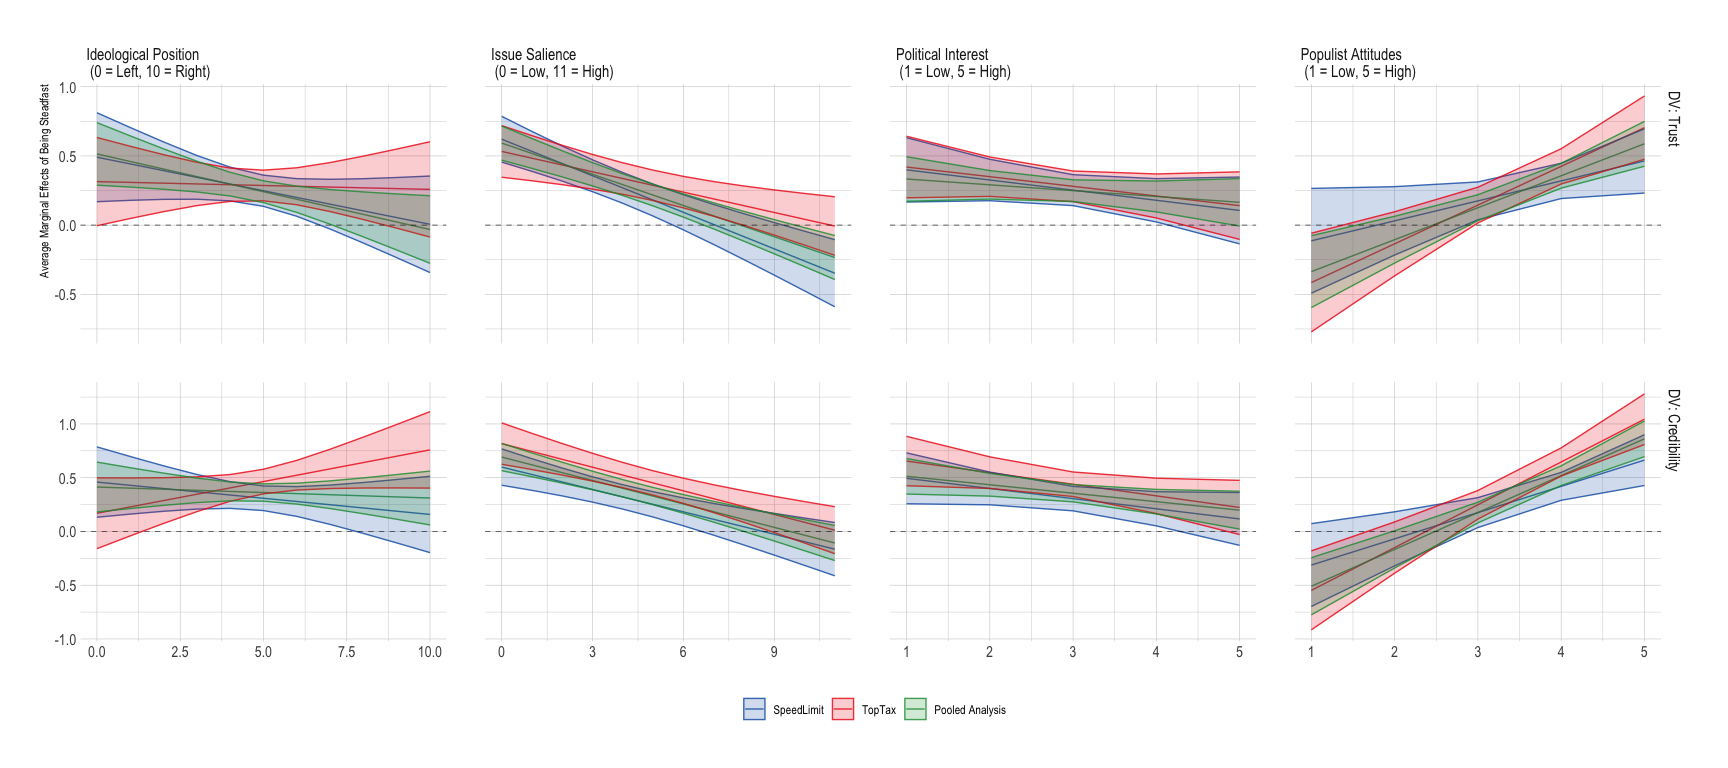 Ideological Position
(0 = Left, 10 = Right)
Issue Salience
(0 = Low, 11 = High)
Political Interest
(1 = Low, 5 = High)
Populist Attitudes
(1 = Low, 5 = High)
Average Marginal Effects of Being Steadfast
1.0
0.5
0.0
-0.5
DV: Trust
1.0
0.5
0.0
-0.5
-1.0
DV: Credibility
0.0 2.5 5.0 7.5 10.0
0 3 6 9
1 2 3 4 5
1 2 3 4 5
SpeedLimit TopTax Pooled Analysis